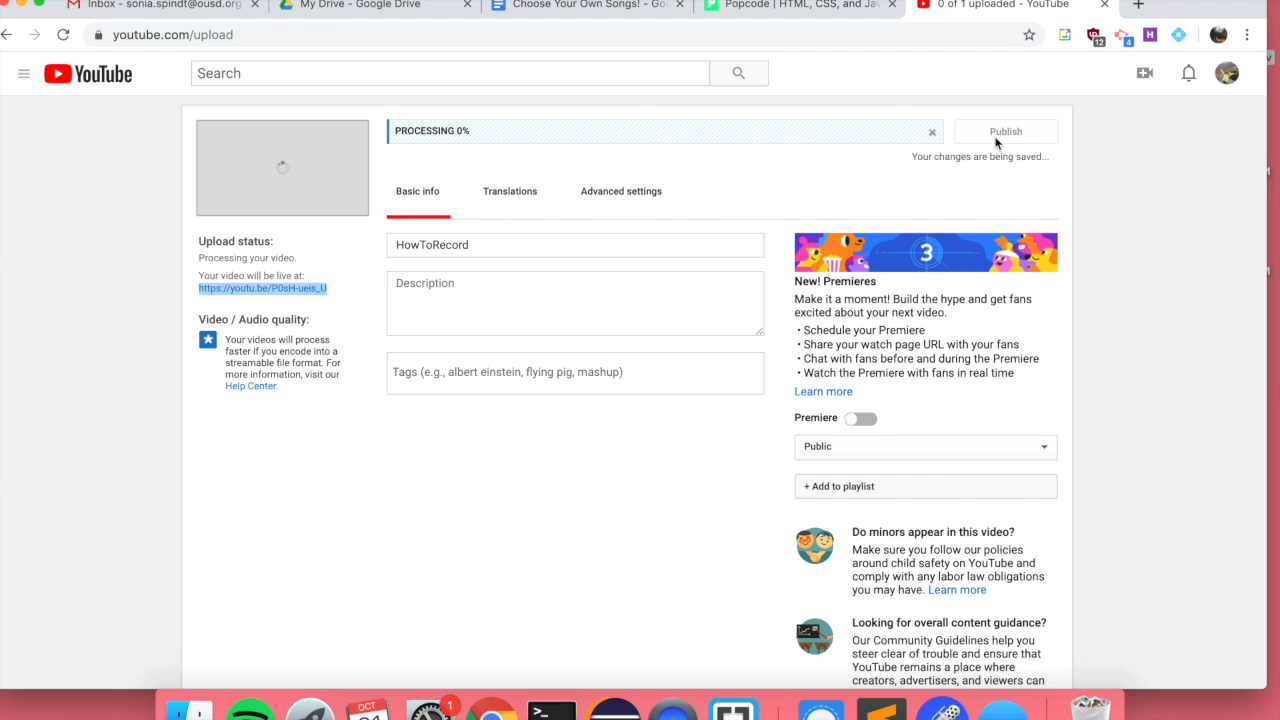 Inbox - sonia.spindt@ousd.org
My Drive - Google Drive
Choose Your Own Songs! - Go
Popcode | HTML, CSS, and Jav
0 of 1 uploaded - YouTube
youtube.com/upload
12
4
H
YouTube
Search
PROCESSING 0%
Publish
Your changes are being saved...
Basic info
Translations
Advanced settings
Upload status:
Processing your video.
Your video will be live at:
https://youtu.be/P0sH-ueis_U
Video / Audio quality:
Your videos will process
faster if you encode into a
streamable file format. For
more information, visit our
Help Center.
HowToRecord
Description
Tags (e.g., albert einstein, flying pig, mashup)
3
New! Premieres
Make it a moment! Build the hype and get fans
excited about your next video.
• Schedule your Premiere
• Share your watch page URL with your fans
• Chat with fans before and during the Premiere
• Watch the Premiere with fans in real time
Learn more
Premiere
Public
+ Add to playlist
Do minors appear in this video?
Make sure you follow our policies
around child safety on YouTube and
comply with any labor law obligations
you may have. Learn more
Looking for overall content guidance?
Our Community Guidelines help you
steer clear of trouble and ensure that
YouTube remains a place where
creators, advertisers, and viewers can
OCT
1
>_